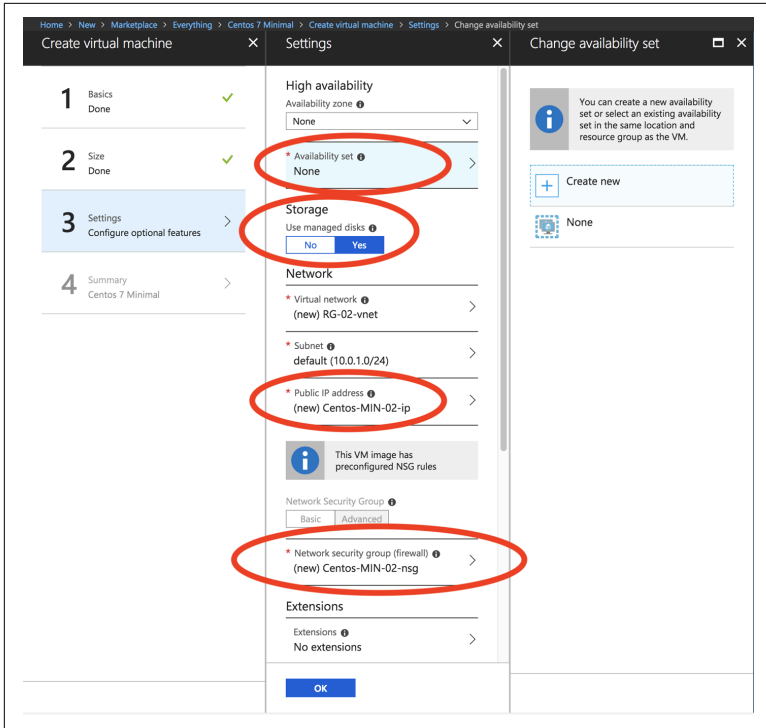 Home > New > Marketplace > Everything > Centos 7 Minimal > Create virtual machine > Settings > Change availability set
Create virtual machine
1
Basics
Done
2
Size
Done
3
Settings
Configure optional features
4
Summary
Centos 7 Minimal
Settings
High availability
Availability zone
None
* Availability set
None
Storage
Use managed disks
No Yes
Network
* Virtual network
(new) RG-02-vnet
* Subnet
default (10.0.1.0/24)
* Public IP address
(new) Centos-MIN-02-ip
This VM image has
preconfigured NSG rules
Network Security Group
Basic Advanced
* Network security group (firewall)
(new) Centos-MIN-02-nsg
Extensions
Extensions
No extensions
OK
Change availability set
You can create a new availability
set or select an existing availability
set in the same location and
resource group as the VM.
Create new
None